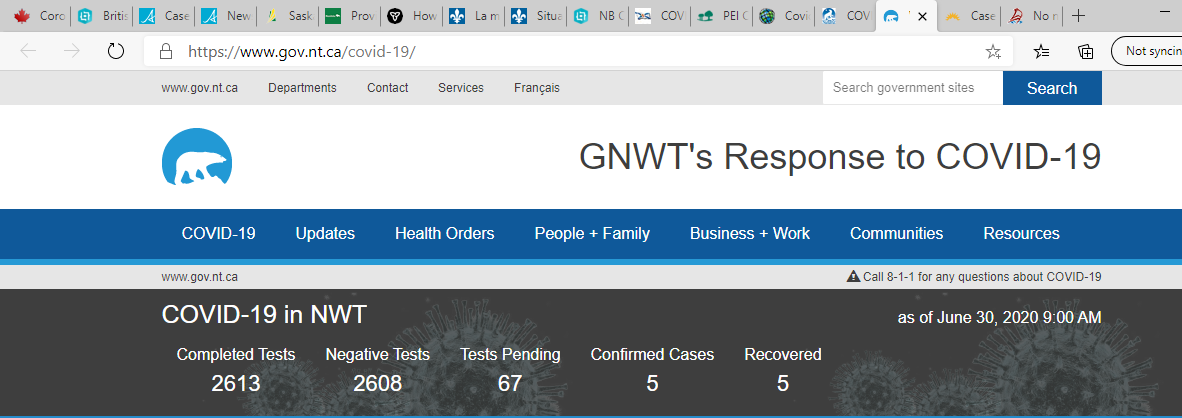 Coro Britis Case New Sask Prov How La m Situa NB C COV PEI C Covi COV Case No n
https://www.gov.nt.ca/covid-19/
Not syncin
www.gov.nt.ca Departments Contact Services Français Search government sites Search
GNWT's Response to COVID-19
COVID-19 Updates Health Orders People + Family Business + Work Communities Resources
www.gov.nt.ca Call 8-1-1 for any questions about COVID-19
COVID-19 in NWT as of June 30, 2020 9:00 AM
Completed Tests Negative Tests Tests Pending Confirmed Cases Recovered
2613 2608 67 5 5